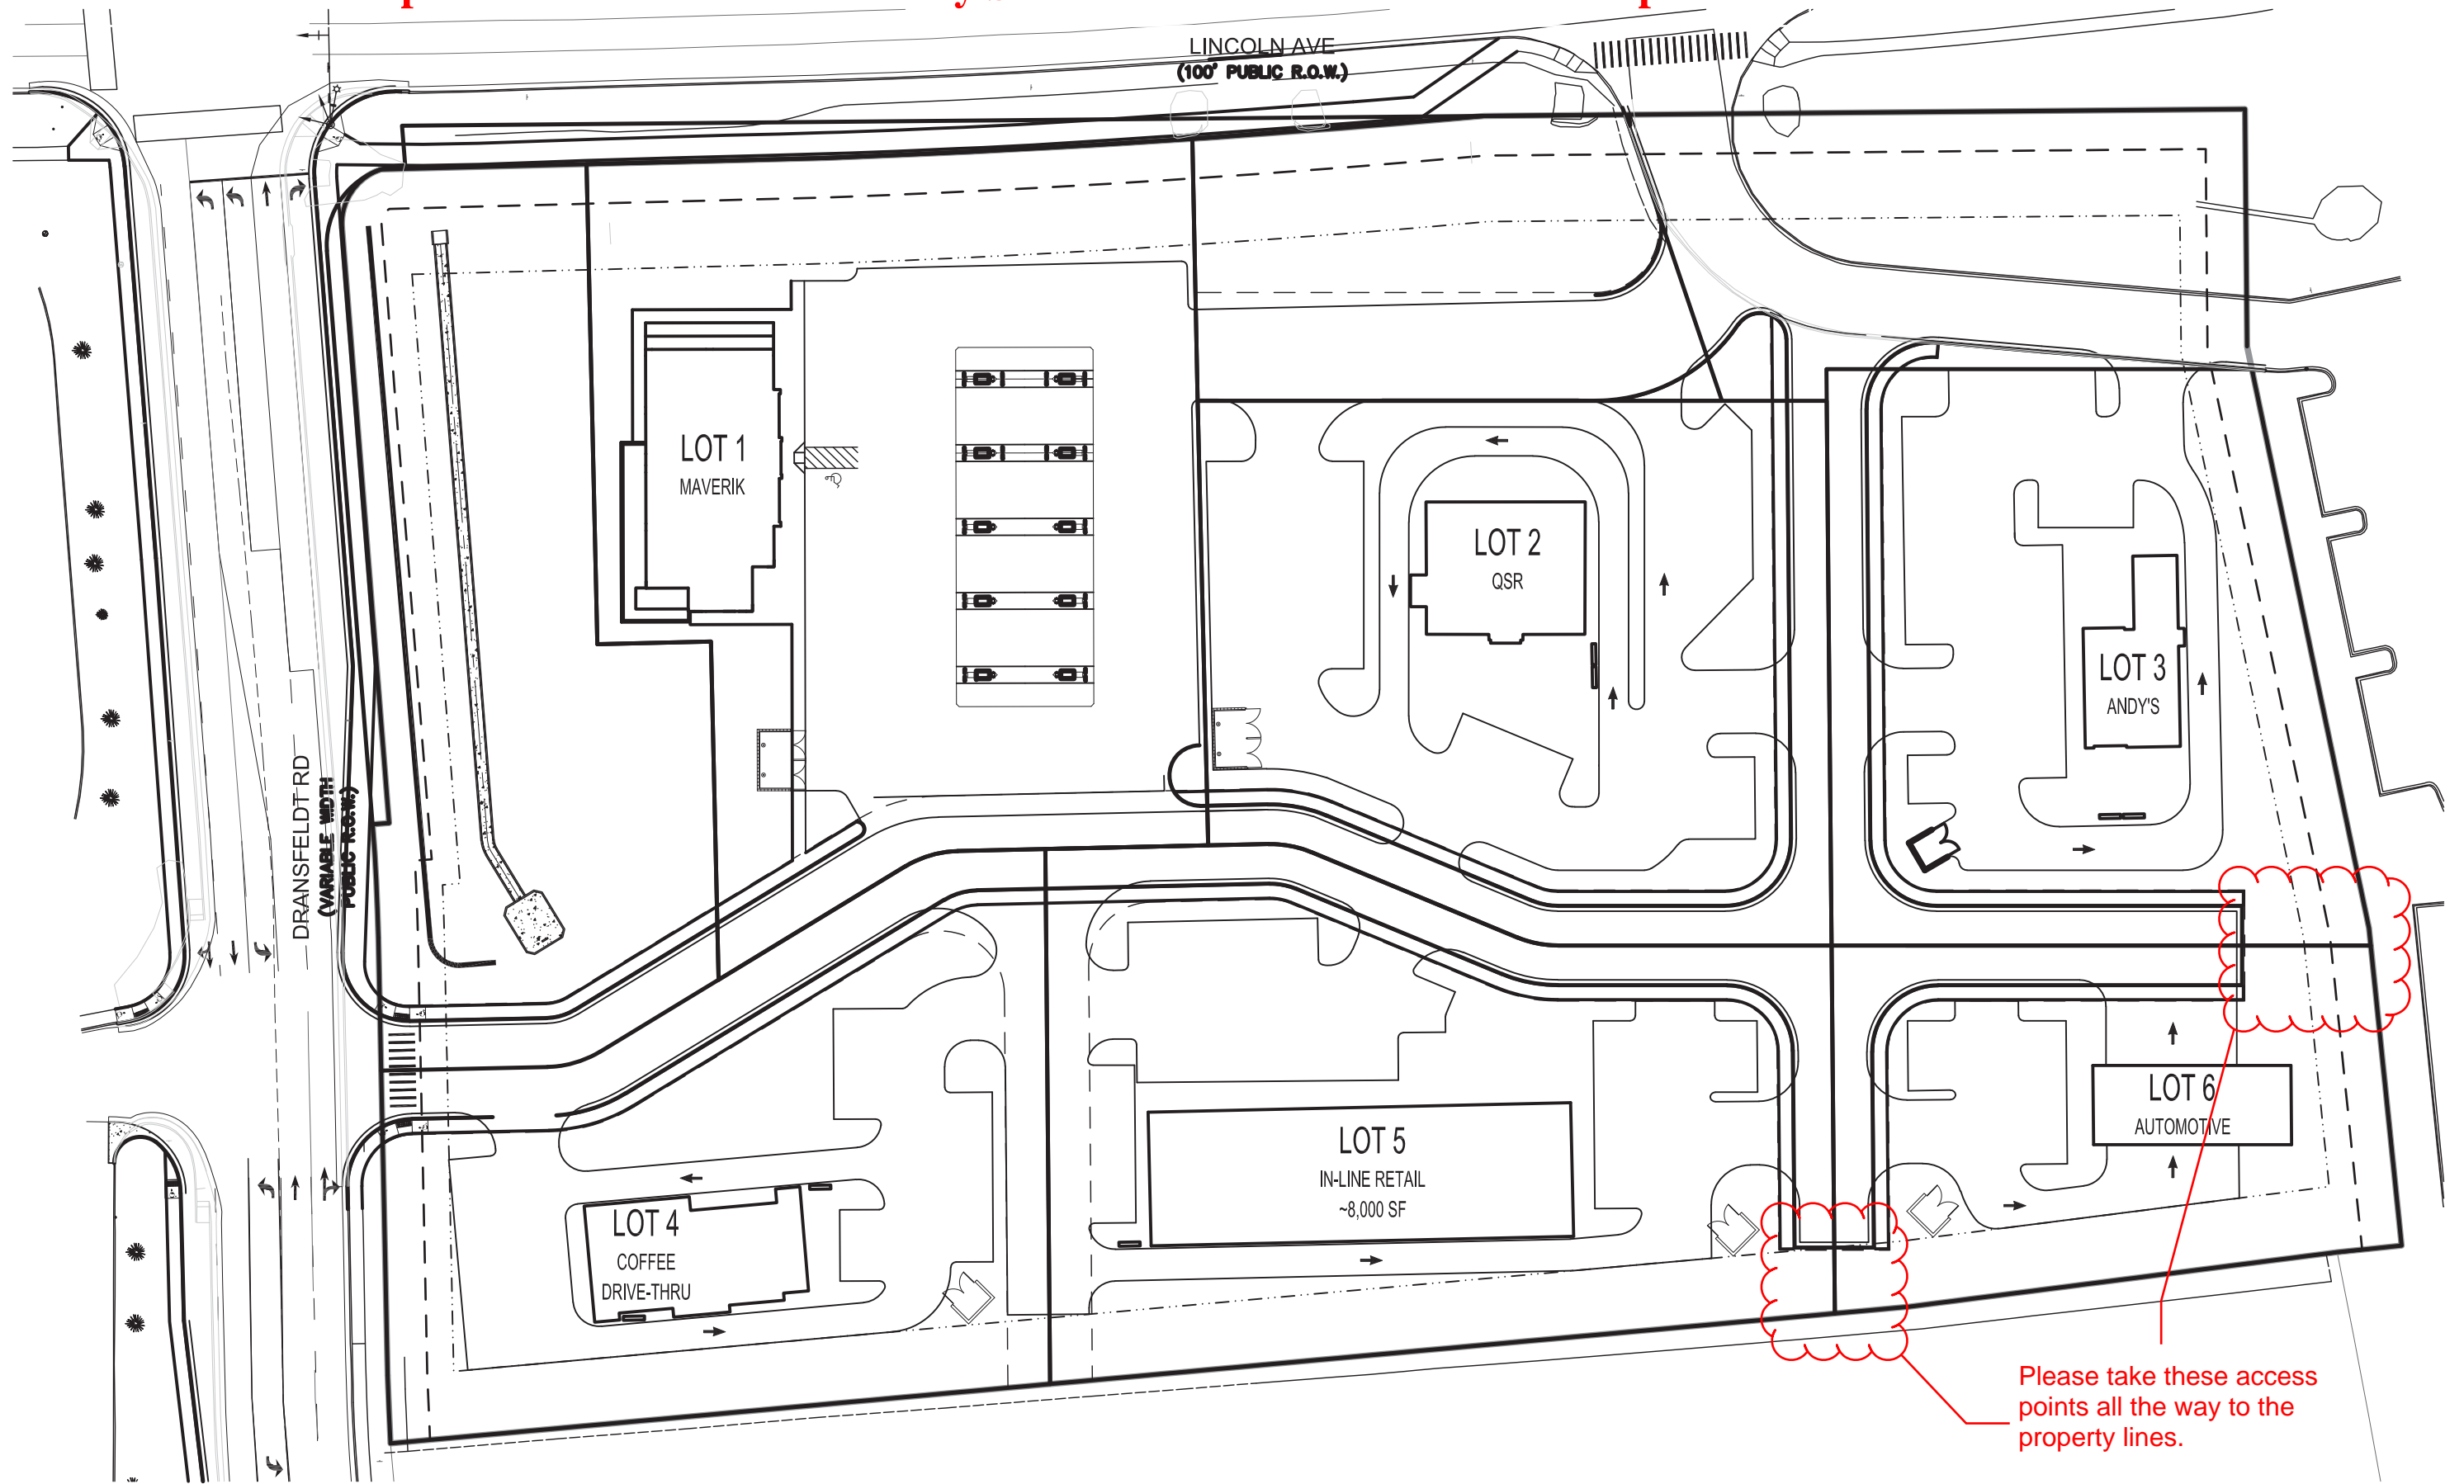 LINCOLN AVE
(100' PUBLIC R.O.W.)
LOT 1
MAVERIK
LOT 2
QSR
LOT 3
ANDY'S
DRANSFELDT RD
(VARIABLE WIDTH
PUBLIC R.O.W.)
LOT 4
COFFEE
DRIVE-THRU
LOT 5
IN-LINE RETAIL
~8,000 SF
LOT 6
AUTOMOTIVE
Please take these access
points all the way to the
property lines.